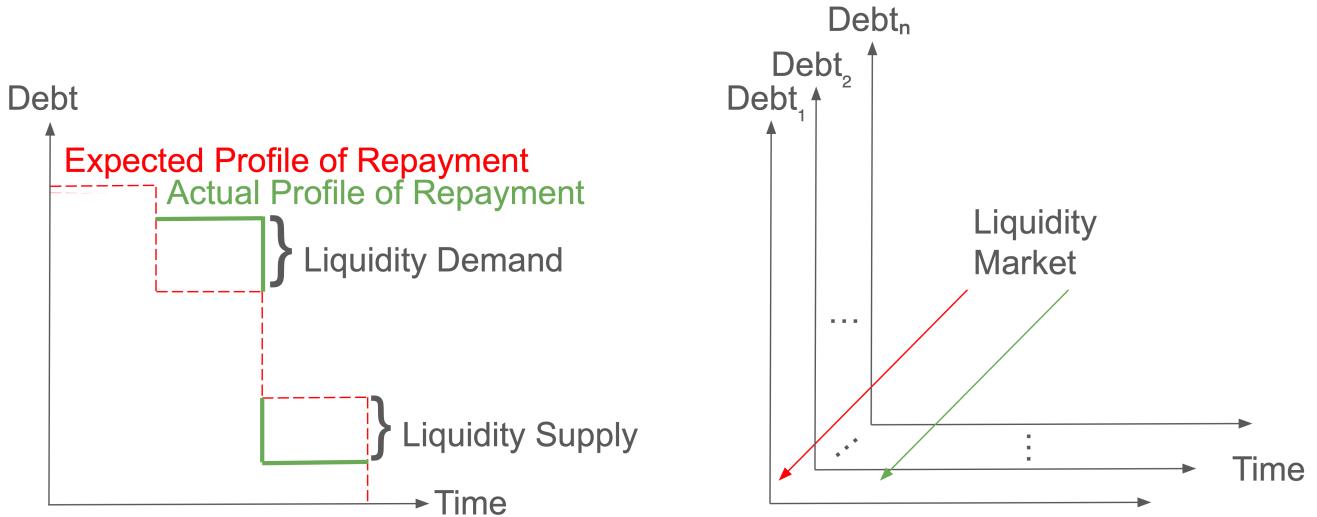 Debt
Expected Profile of Repayment
Actual Profile of Repayment
Liquidity Demand
Liquidity Supply
Time
Debtₙ
Debt₂
Debt₁
Liquidity
Market
...
...
...
Time